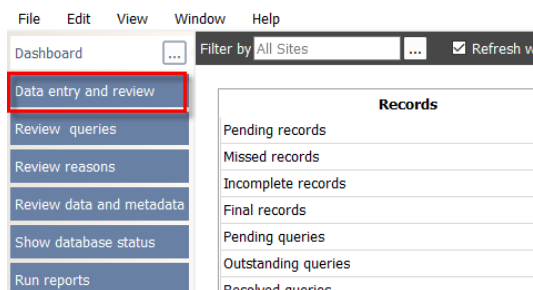 File Edit View Window Help
Dashboard ...
Filter by All Sites ... Refresh w
Data entry and review
Review queries
Review reasons
Review data and metadata
Show database status
Run reports
Records
Pending records
Missed records
Incomplete records
Final records
Pending queries
Outstanding queries
Resolved queries